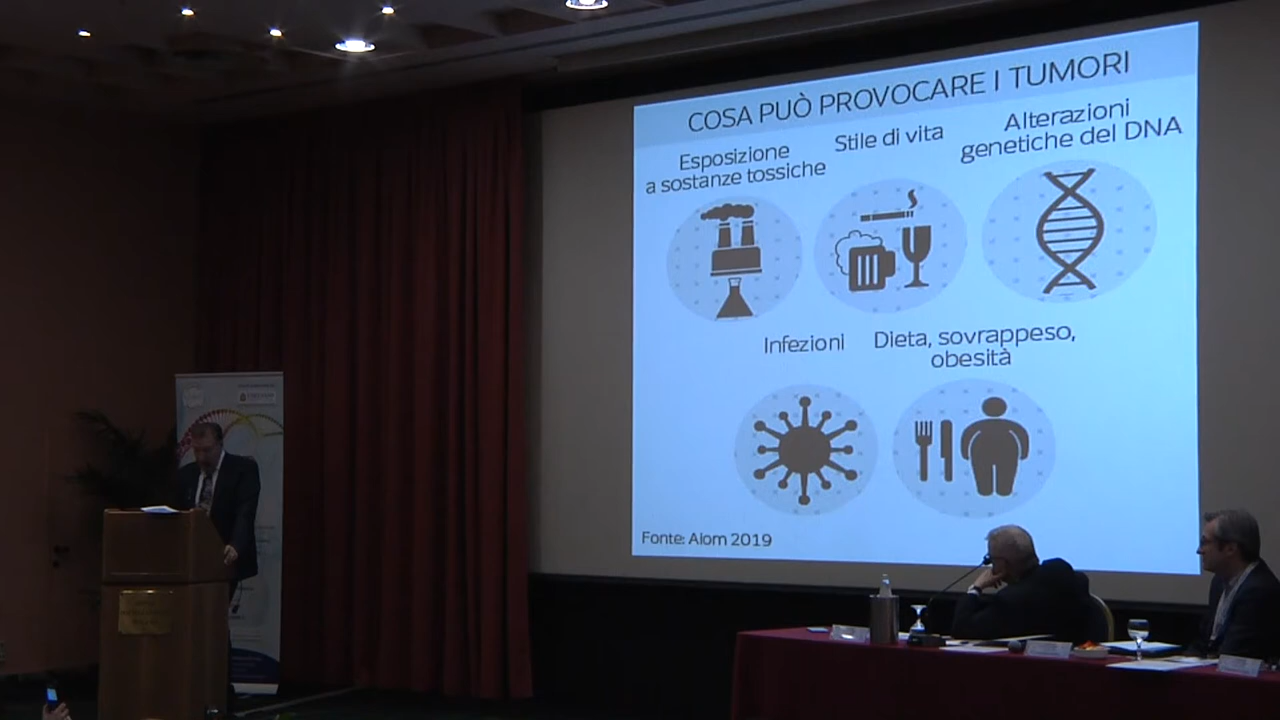 COSA PUÒ PROVOCARE I TUMORI
Esposizione
a sostanze tossiche
Stile di vita
Alterazioni
genetiche del DNA
Infezioni
Dieta, sovrappeso,
obesità
Fonte: Aiom 2019